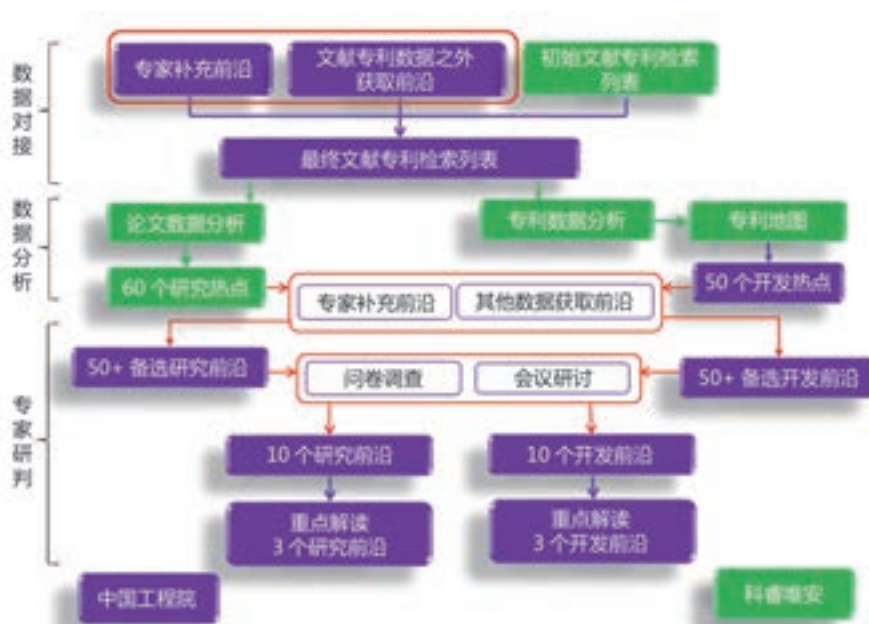 数据对接
专家补充前沿
文献专利数据之外
获取前沿
初始文献专利检索
列表
最终文献专利检索列表
数据分析
论文数据分析
专利数据分析
专利地图
60 个研究热点
50 个开发热点
专家补充前沿
其他数据获取前沿
专家研判
50+ 备选研究前沿
问卷调查
会议研讨
50+ 备选开发前沿
10 个研究前沿
10 个开发前沿
重点解读
3 个研究前沿
重点解读
3 个开发前沿
中国工程院
科睿唯安